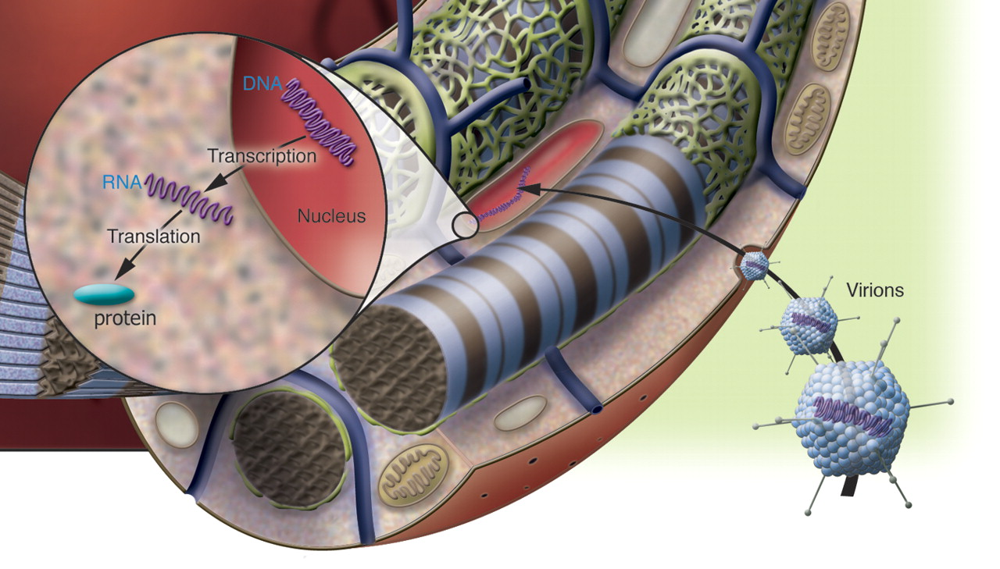 DNA
Transcription
RNA
Nucleus
Translation
protein
Virions